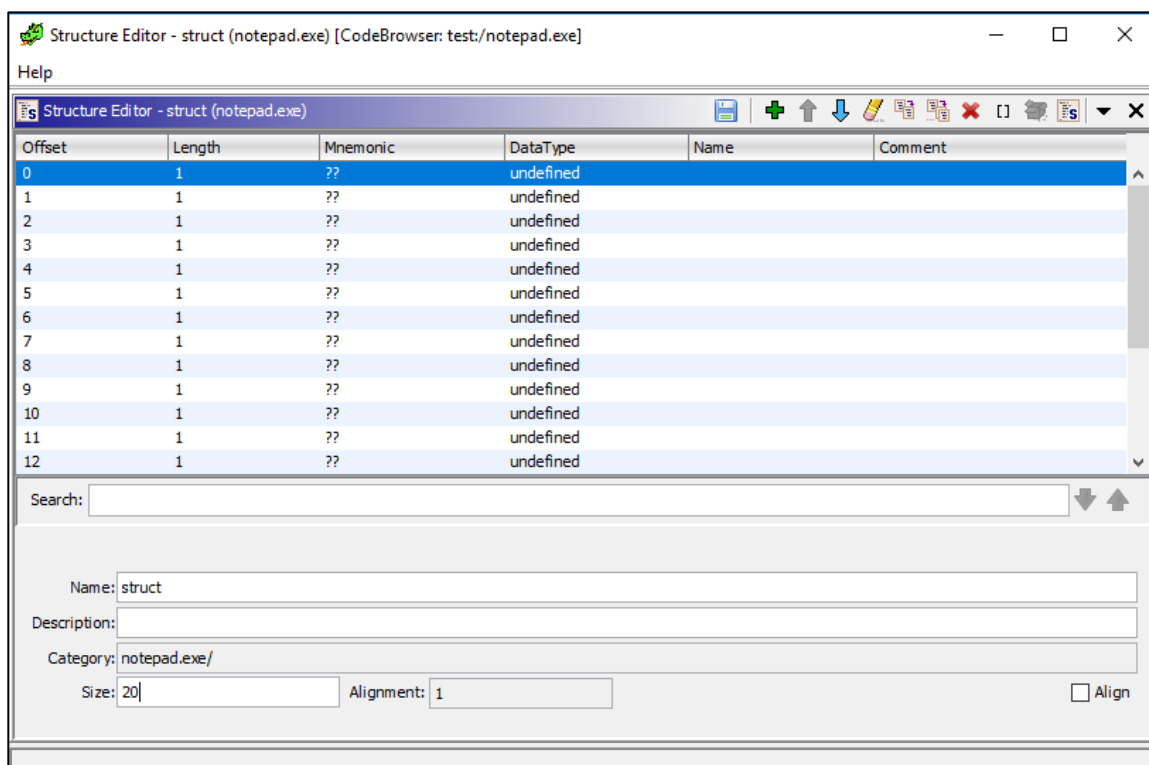 Structure Editor - struct (notepad.exe) [CodeBrowser: test:/notepad.exe]
Help
Structure Editor - struct (notepad.exe)
Offset Length Mnemonic DataType Name Comment
0 1 ?? undefined
1 1 ?? undefined
2 1 ?? undefined
3 1 ?? undefined
4 1 ?? undefined
5 1 ?? undefined
6 1 ?? undefined
7 1 ?? undefined
8 1 ?? undefined
9 1 ?? undefined
10 1 ?? undefined
11 1 ?? undefined
12 1 ?? undefined
Search:
Name: struct
Description:
Category: notepad.exe/
Size: 20 Alignment: 1 Align